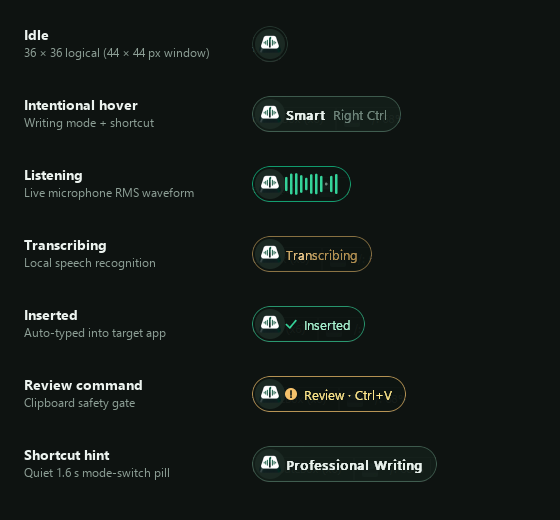 Idle
36 × 36 logical (44 × 44 px window)
Intentional hover
Writing mode + shortcut
Smart Right Ctrl
Listening
Live microphone RMS waveform
Transcribing
Local speech recognition
Transcribing
Inserted
Auto-typed into target app
Inserted
Review command
Clipboard safety gate
Review · Ctrl+V
Shortcut hint
Quiet 1.6 s mode-switch pill
Professional Writing